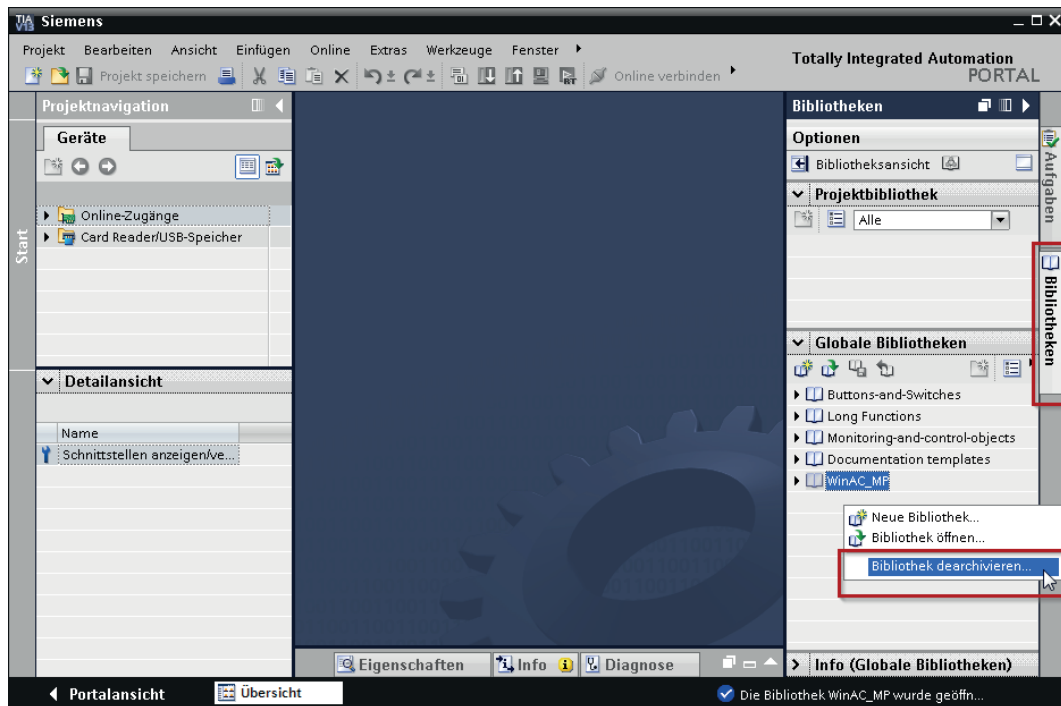 TIA
V13
Siemens
Projekt Bearbeiten Ansicht Einfügen Online Extras Werkzeuge Fenster
Totally Integrated Automation
PORTAL
Projekt speichern
Online verbinden
Projektnavigation
Bibliotheken
Geräte
Optionen
Bibliotheksansicht
Projektbibliothek
Alle
Start
Online-Zugänge
Card Reader/USB-Speicher
Aufgaben
Bibliotheken
Globale Bibliotheken
Detailansicht
Buttons-and-Switches
Long Functions
Monitoring-and-control-objects
Documentation templates
WinAC_MP
Name
Schnittstellen anzeigen/ve...
Neue Bibliothek...
Bibliothek öffnen...
Bibliothek dearchivieren...
Eigenschaften
Info
Diagnose
Info (Globale Bibliotheken)
Portalansicht
Übersicht
Die Bibliothek WinAC_MP wurde geöffn...